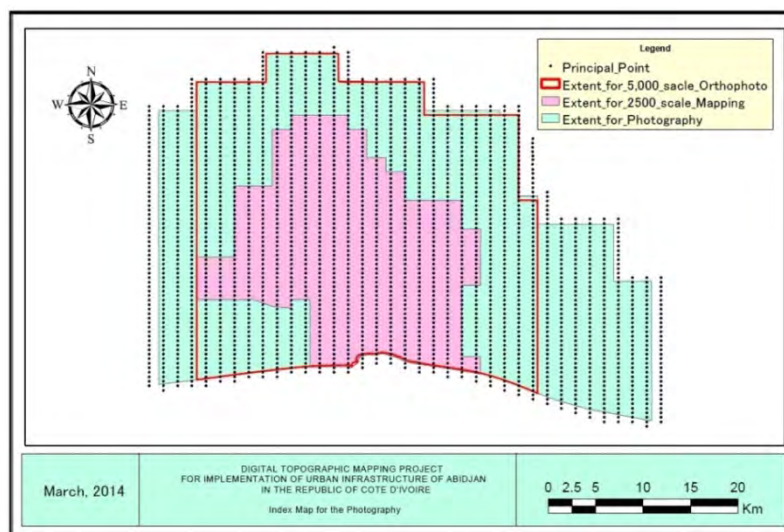 N
W E
S
Legend
Principal_Point
Extent_for_5,000_sacle_Orthophoto
Extent_for_2500_scale_Mapping
Extent_for_Photography
March, 2014
DIGITAL TOPOGRAPHIC MAPPING PROJECT
FOR IMPLEMENTATION OF URBAN INFRASTRUCTURE OF ABIDJAN
IN THE REPUBLIC OF COTE D'IVOIRE
Index Map for the Photography
0 2.5 5 10 15 20
Km